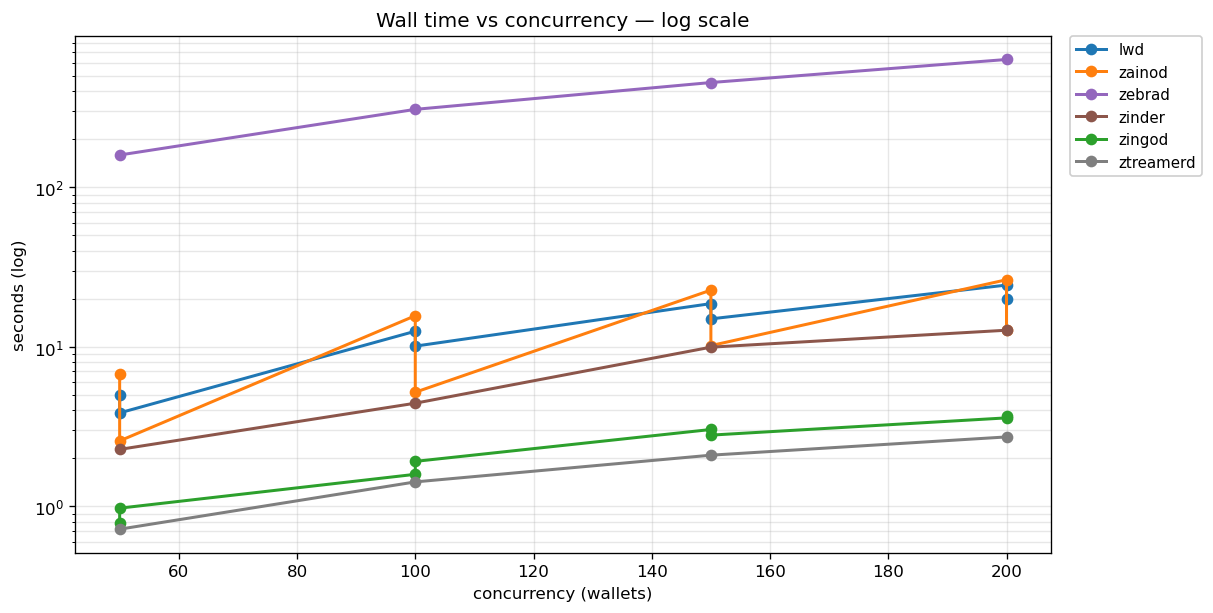 Wall time vs concurrency — log scale
lwd
zainod
zebrad
zinder
zingod
ztreamerd
seconds (log)
10²
10¹
10⁰
60 80 100 120 140 160 180 200
concurrency (wallets)